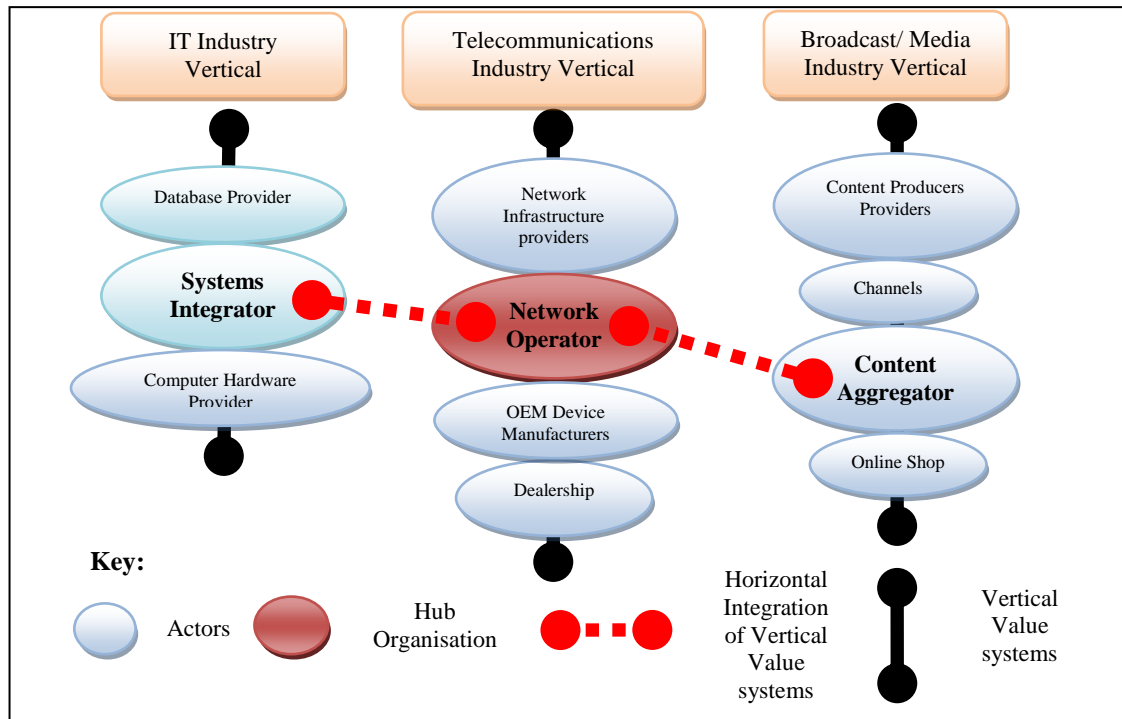 IT Industry
Vertical
Telecommunications
Industry Vertical
Broadcast/ Media
Industry Vertical
Database Provider
Systems
Integrator
Computer Hardware
Provider
Network
Infrastructure
providers
Network
Operator
OEM Device
Manufacturers
Dealership
Content Producers
Providers
Channels
Content
Aggregator
Online Shop
Key:
Actors
Hub
Organisation
Horizontal
Integration
of Vertical
Value
systems
Vertical
Value
systems